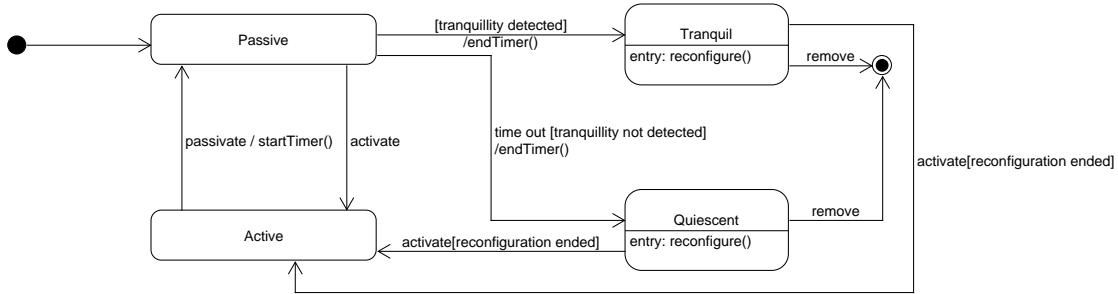 Passive
[tranquillity detected]
/endTimer()
Tranquil
entry: reconfigure()
remove
passivate / startTimer()
activate
time out [tranquillity not detected]
/endTimer()
activate[reconfiguration ended]
Active
activate[reconfiguration ended]
Quiescent
entry: reconfigure()
remove